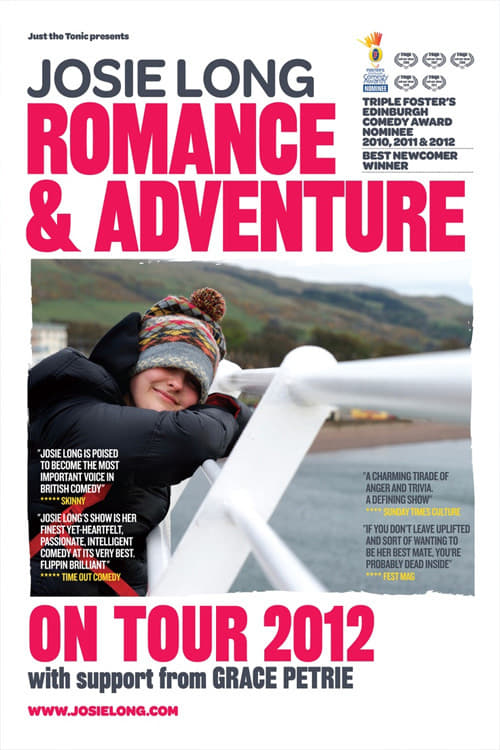 Just the Tonic presents
JOSIE LONG
ROMANCE
& ADVENTURE
NOMINEE
TRIPLE FOSTER'S
EDINBURGH
COMEDY AWARD
NOMINEE
2010, 2011 & 2012
BEST NEWCOMER
WINNER
"JOSIE LONG IS POISED
TO BECOME THE MOST
IMPORTANT VOICE IN
BRITISH COMEDY"
***** SKINNY
"JOSIE LONG'S SHOW IS HER
FINEST YET-HEARTFELT,
PASSIONATE, INTELLIGENT
COMEDY AT ITS VERY BEST.
FLIPPIN BRILLIANT"
***** TIME OUT COMEDY
"A CHARMING TIRADE OF
ANGER AND TRIVIA.
A DEFINING SHOW"
**** SUNDAY TIMES CULTURE
"IF YOU DON'T LEAVE UPLIFTED
AND SORT OF WANTING TO
BE HER BEST MATE, YOU'RE
PROBABLY DEAD INSIDE"
**** FEST MAG
ON TOUR 2012
with support from GRACE PETRIE
WWW.JOSIELONG.COM